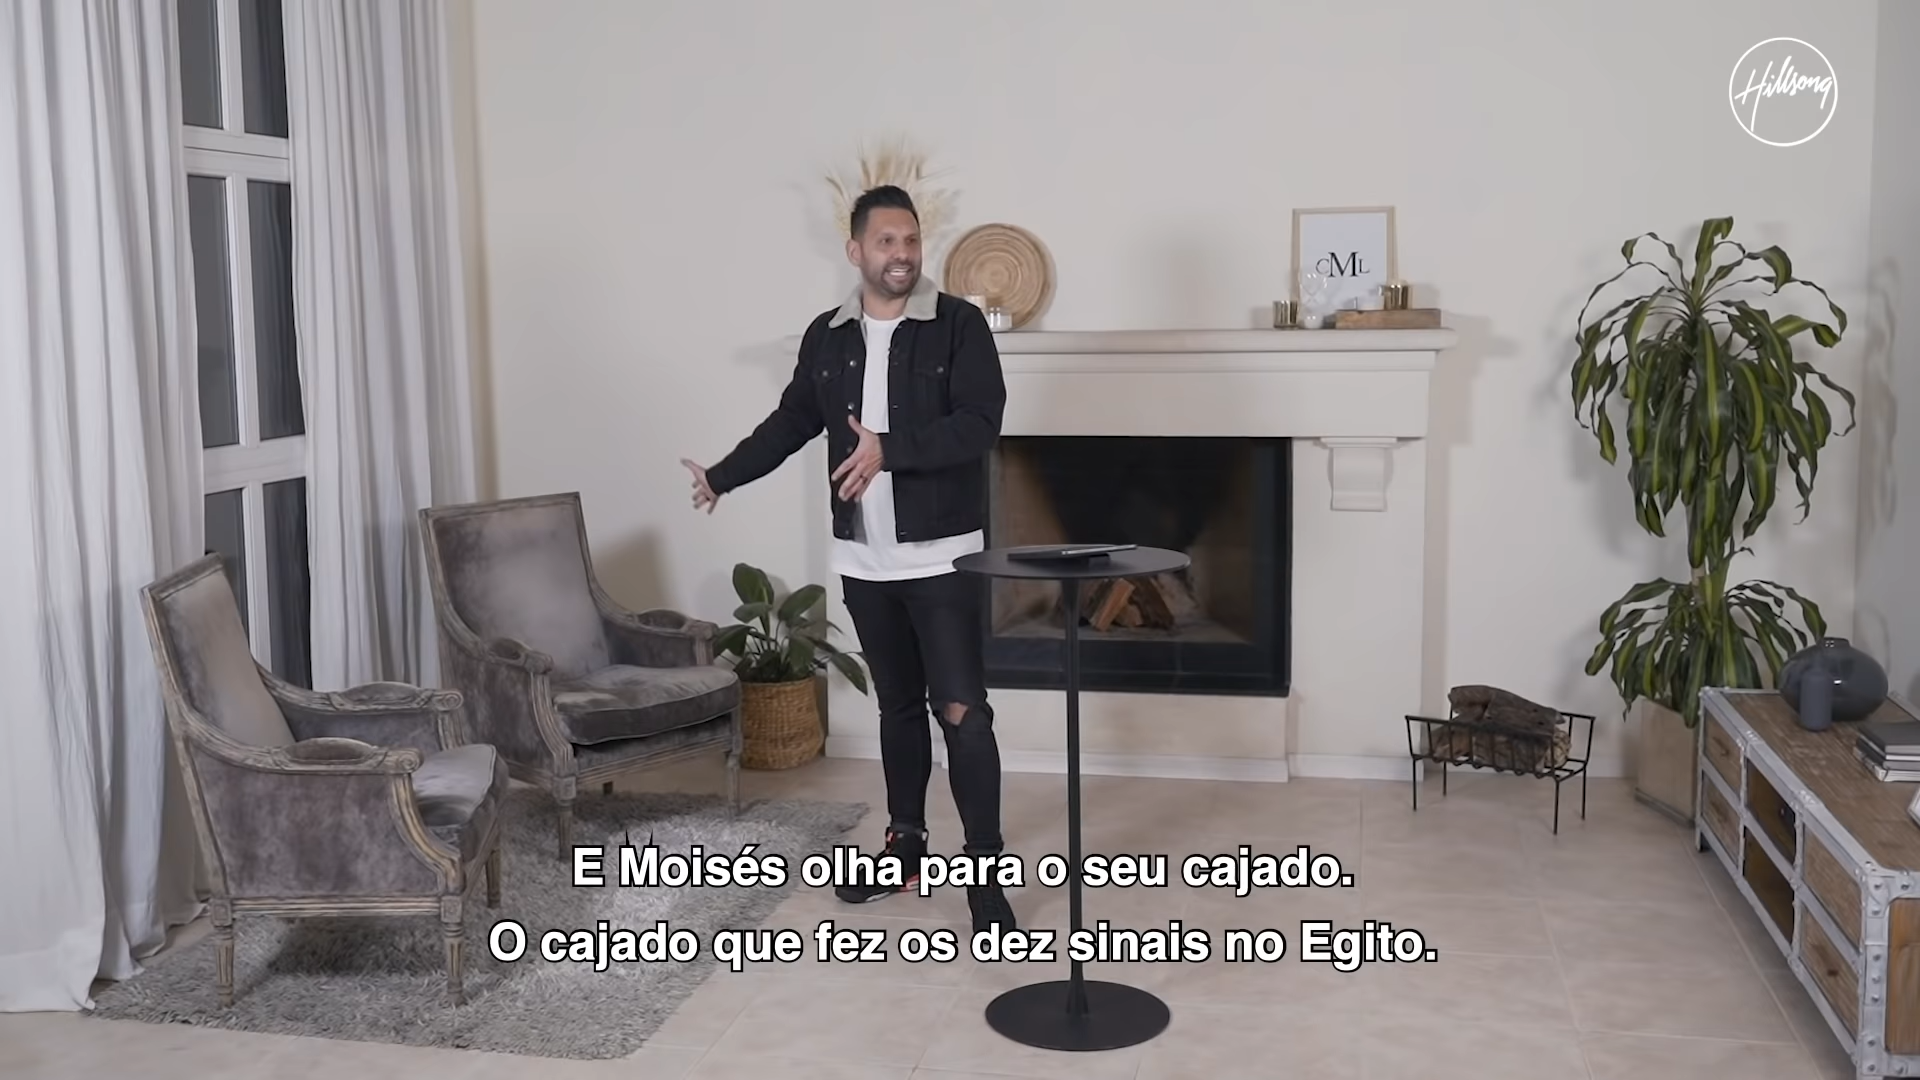 Hillsong
CML
E Moisés olha para o seu cajado.
O cajado que fez os dez sinais no Egito.